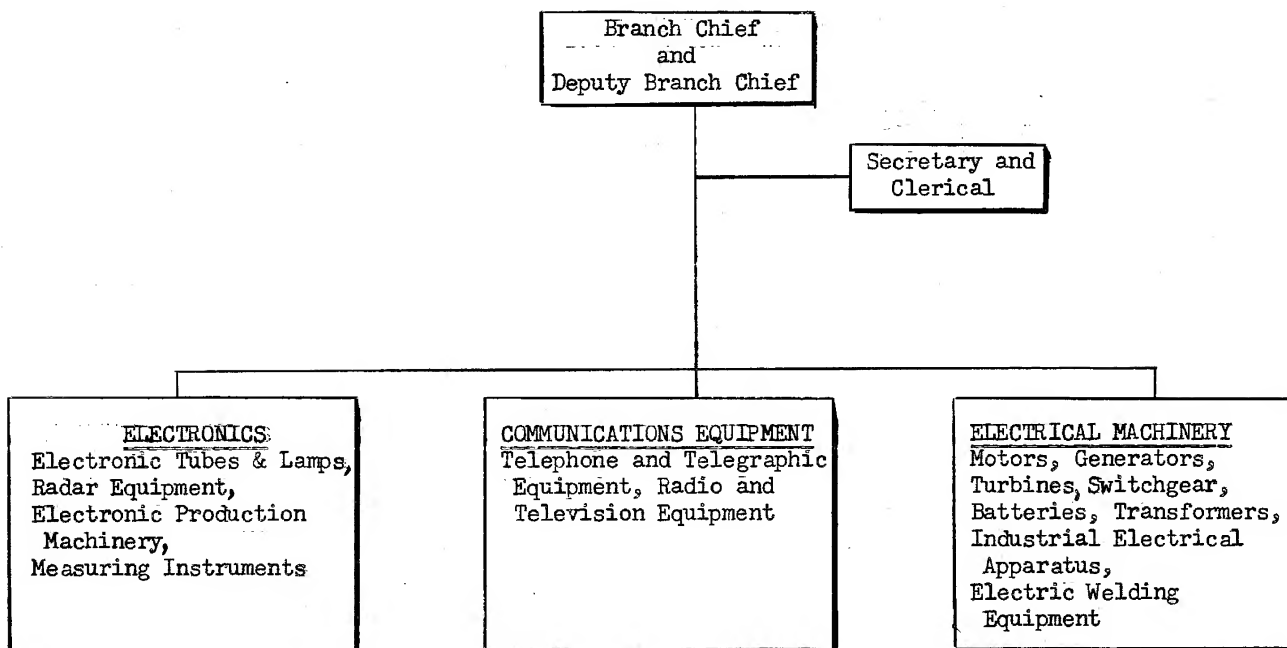 Branch Chief
and
Deputy Branch Chief
Secretary and
Clerical
ELECTRONICS
Electronic Tubes & Lamps,
Radar Equipment,
Electronic Production
Machinery,
Measuring Instruments
COMMUNICATIONS EQUIPMENT
Telephone and Telegraphic
Equipment, Radio and
Television Equipment
ELECTRICAL MACHINERY
Motors, Generators,
Turbines, Switchgear,
Batteries, Transformers,
Industrial Electrical
Apparatus,
Electric Welding
Equipment